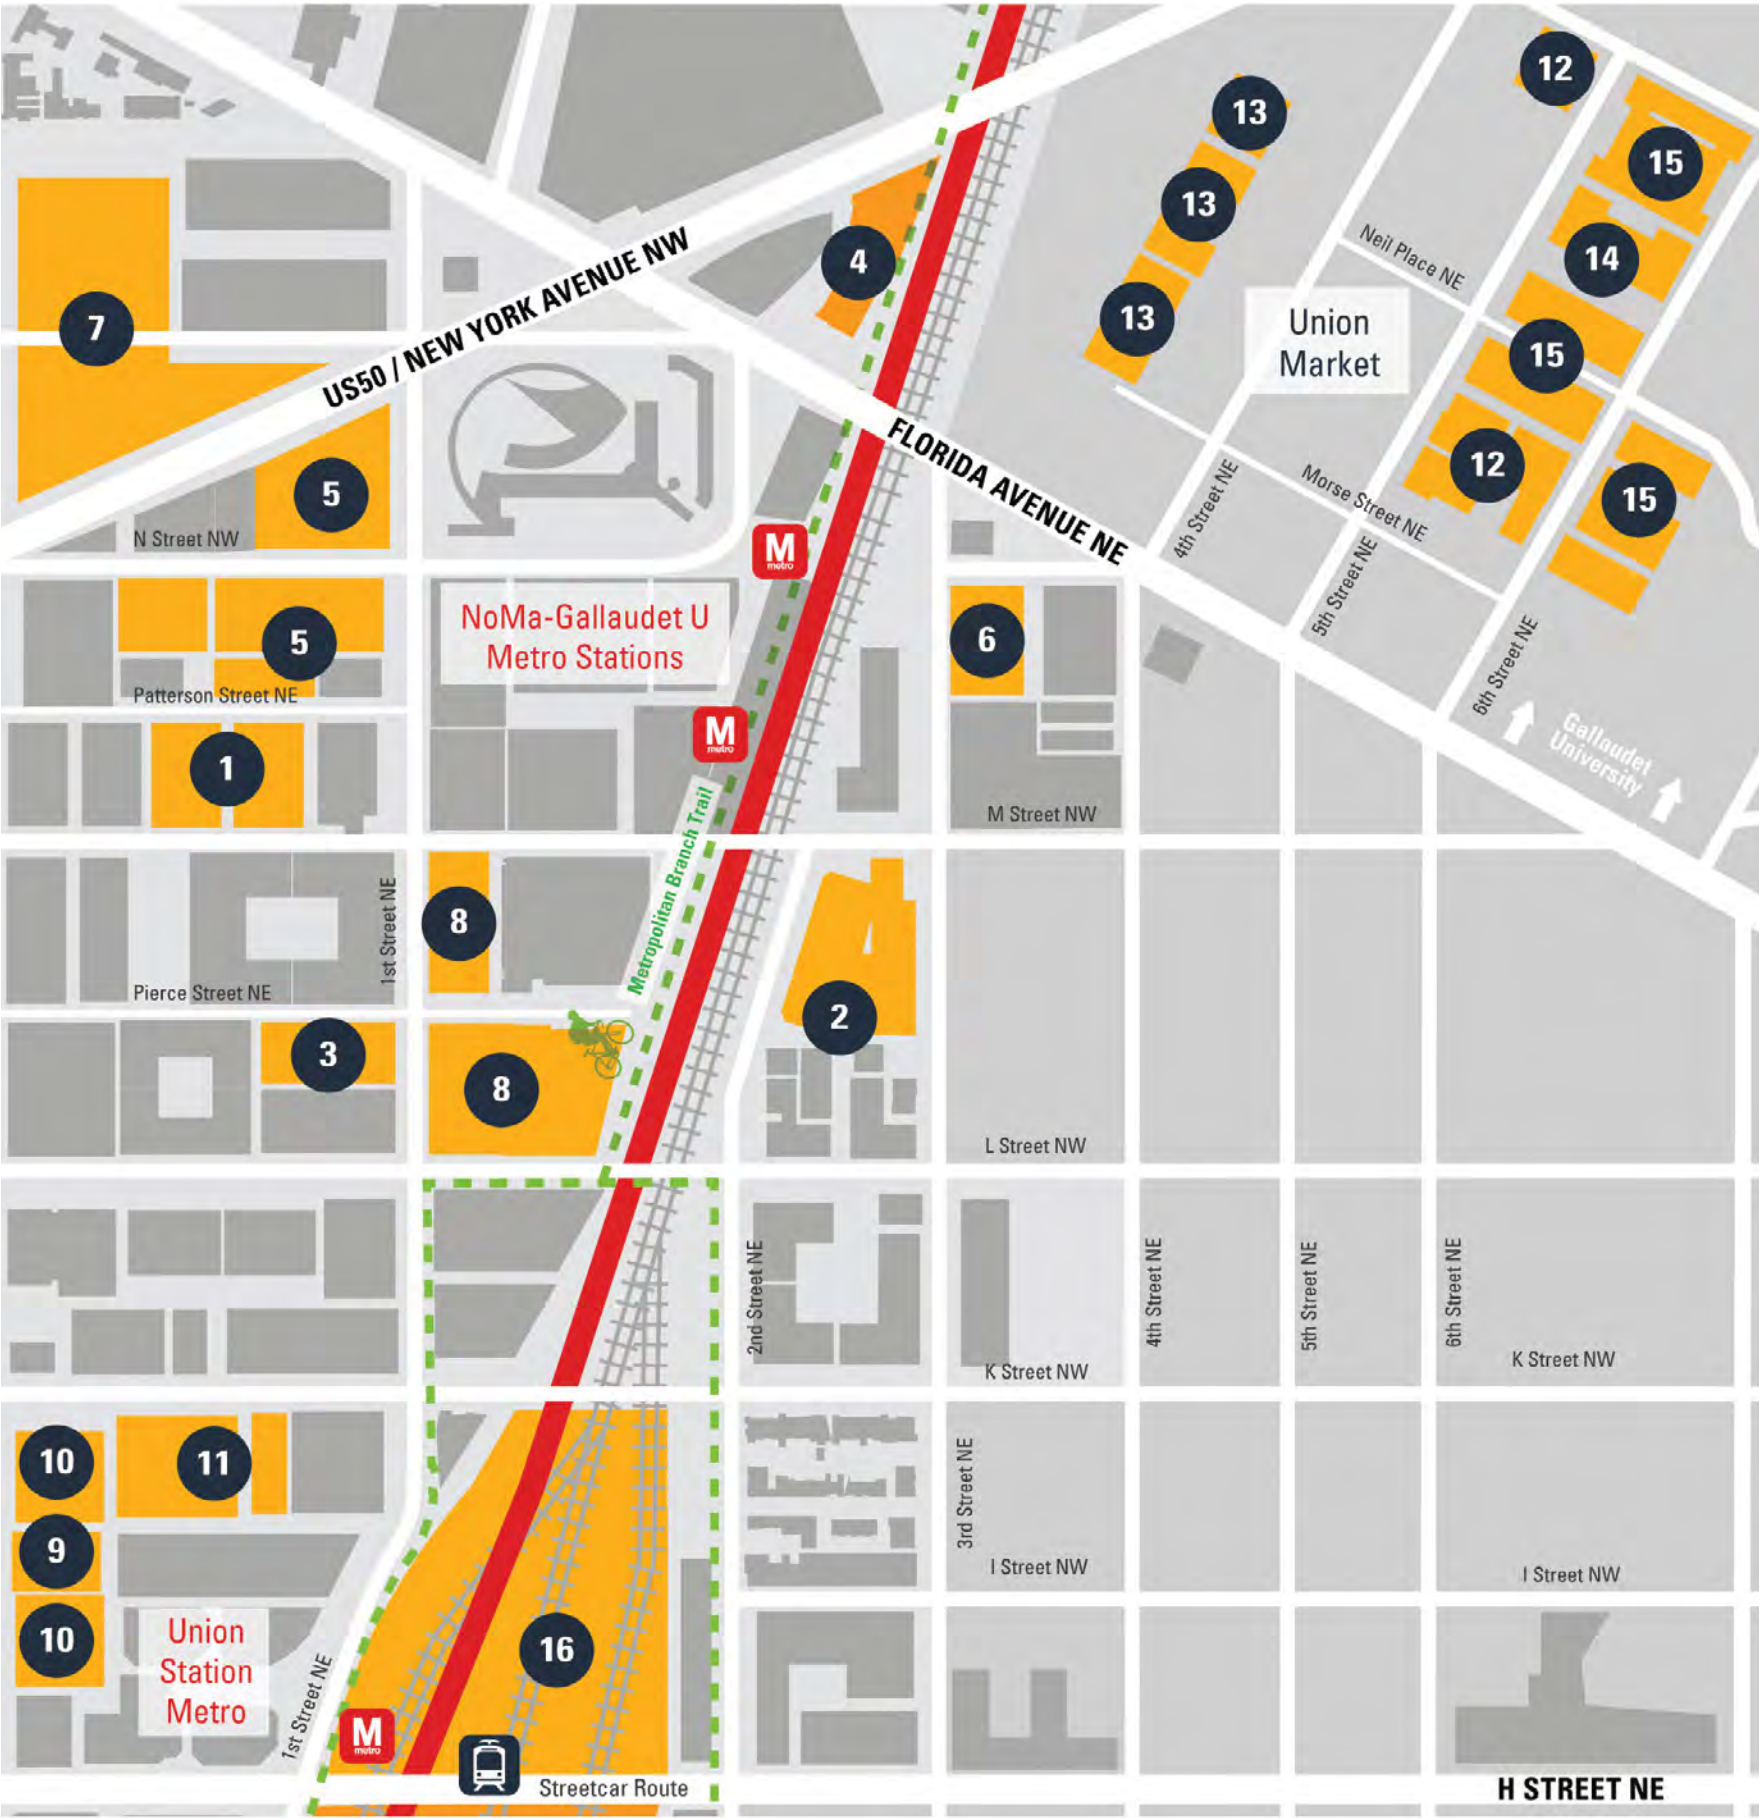 12
13
15
13
Neil Place NE
14
4
US50 / NEW YORK AVENUE NW
7
13
Union
Market
15
FLORIDA AVENUE NE
12
5
4th Street NE
Morse Street NE
15
N Street NW
M
metro
5th Street NE
NoMa-Gallaudet U
Metro Stations
5
6
6th Street NE
Patterson Street NE
M
metro
Gallaudet
University
1
Metropolitan Branch Trail
M Street NW
1st Street NE
8
Pierce Street NE
2
3
8
L Street NW
2nd Street NE
4th Street NE
5th Street NE
6th Street NE
K Street NW
K Street NW
10
11
3rd Street NE
9
I Street NW
I Street NW
10
Union
Station
Metro
16
1st Street NE
M
metro
Streetcar Route
H STREET NE